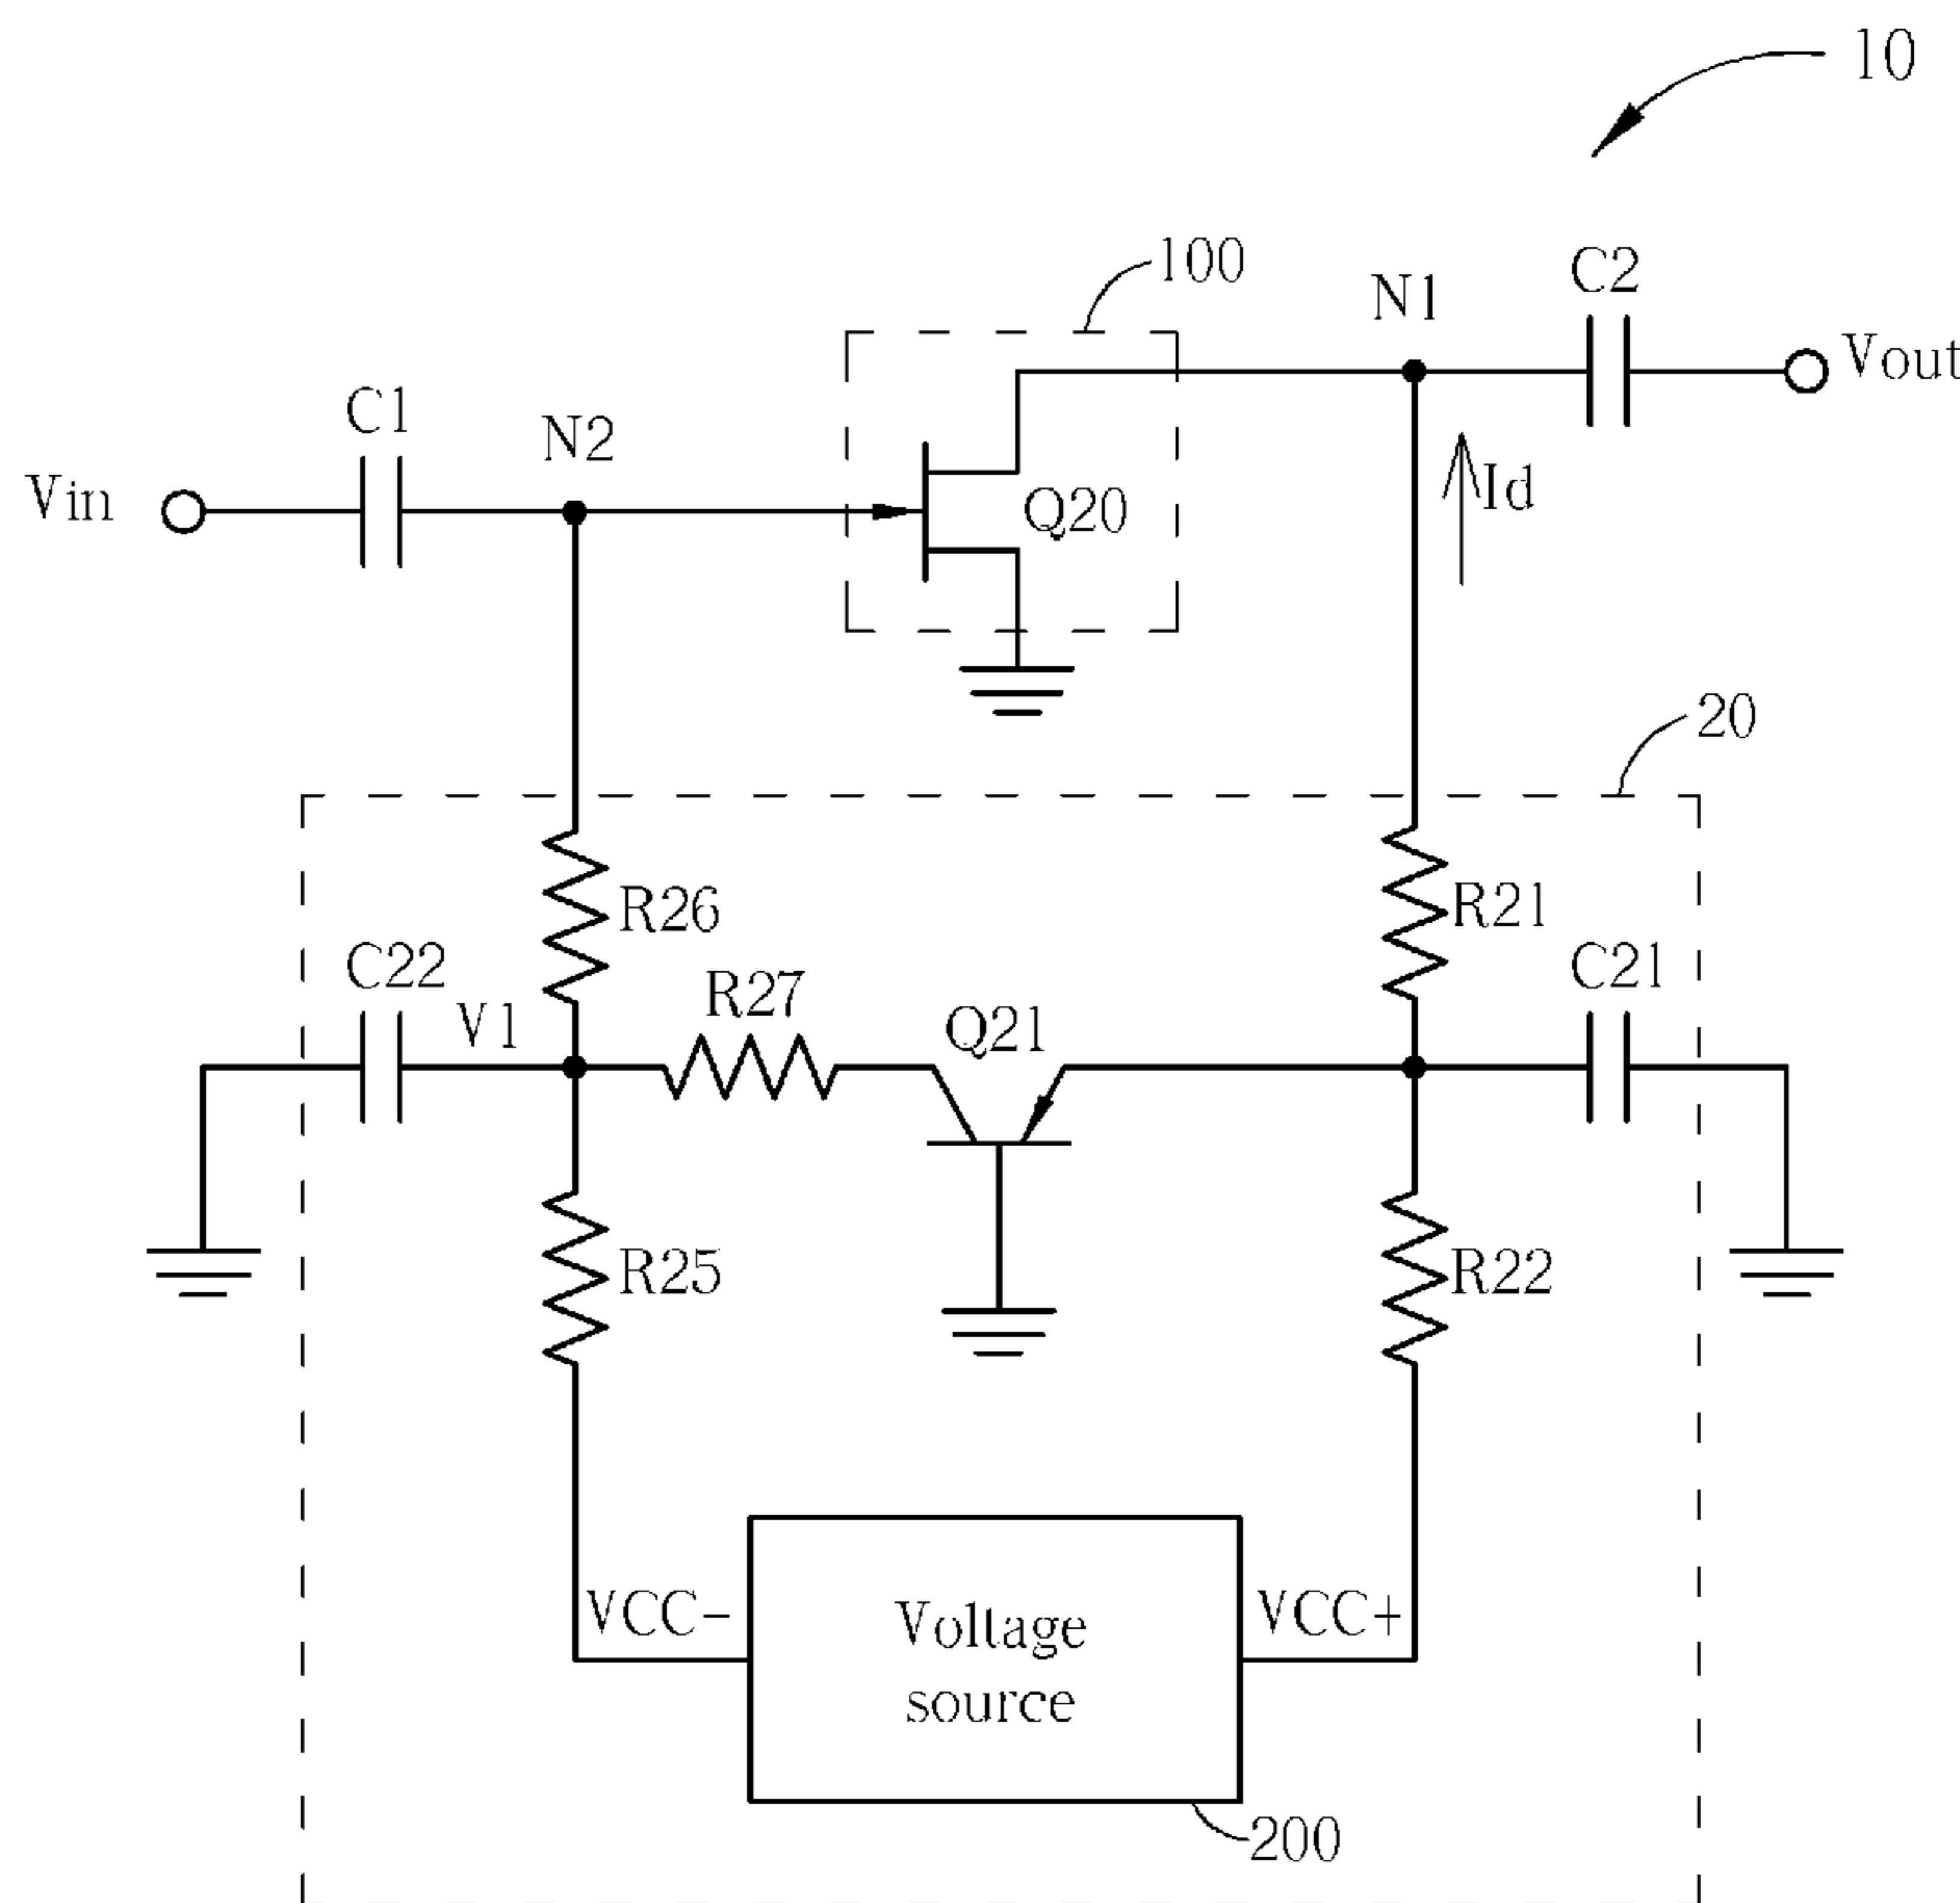 10
100
N1
C2
Vout
C1
N2
Vin
Q20
Id
20
R26
R21
C22
V1
R27
Q21
C21
R25
R22
VCC-
Voltage
source
VCC+
200